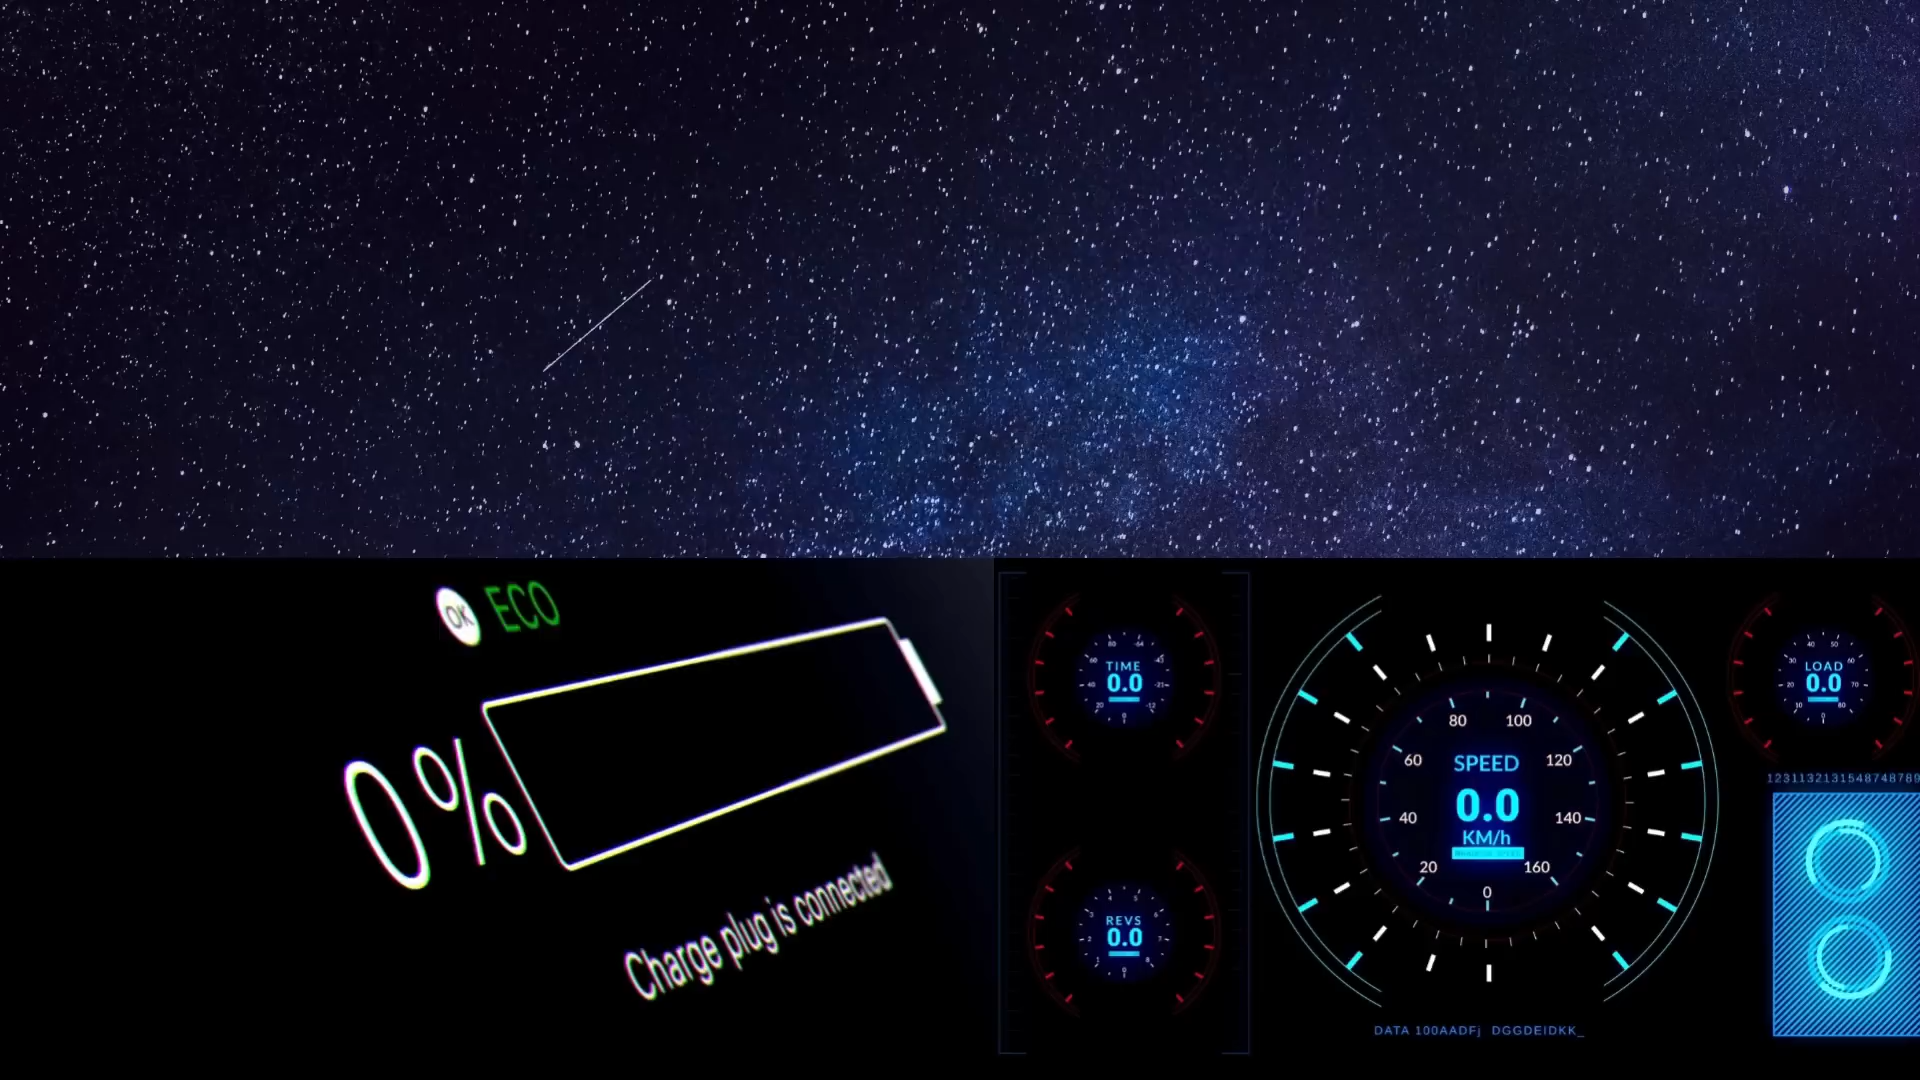 OK ECO
0%
Charge plug is connected
TIME
0.0
REVS
0.0
80 100
60 120
SPEED
0.0
KM/h
40 140
20 160
0
DATA 100AADFj DGGDEIDKK_
LOAD
0.0
1231132131548748789